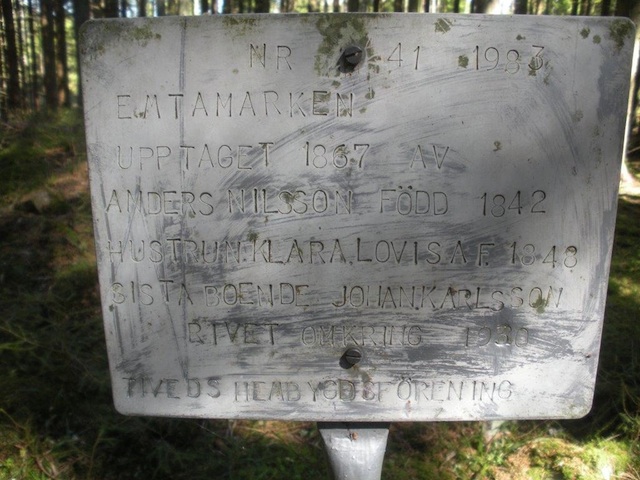 NR 41 1983
EMTAMARKEN
UPPTAGET 1867 AV
ANDERS NILSSON FÖDD 1842
HUSTRUN.KLARA.LOVISA F. 1848
SISTA BOENDE JOHAN.KARLSSON
RIVET OMKRING 1930
TIVEDS HEMBYGDSFÖRENING